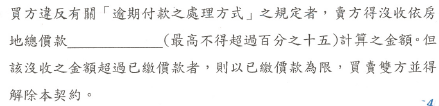 買方違反有關「逾期付款之處理方式」之規定者，賣方得沒收依房
地總價款____________(最高不得超過百分之十五)計算之金額。但
該沒收之金額超過已繳價款者，則以已繳價款為限，買賣雙方並得
解除本契約。
-4